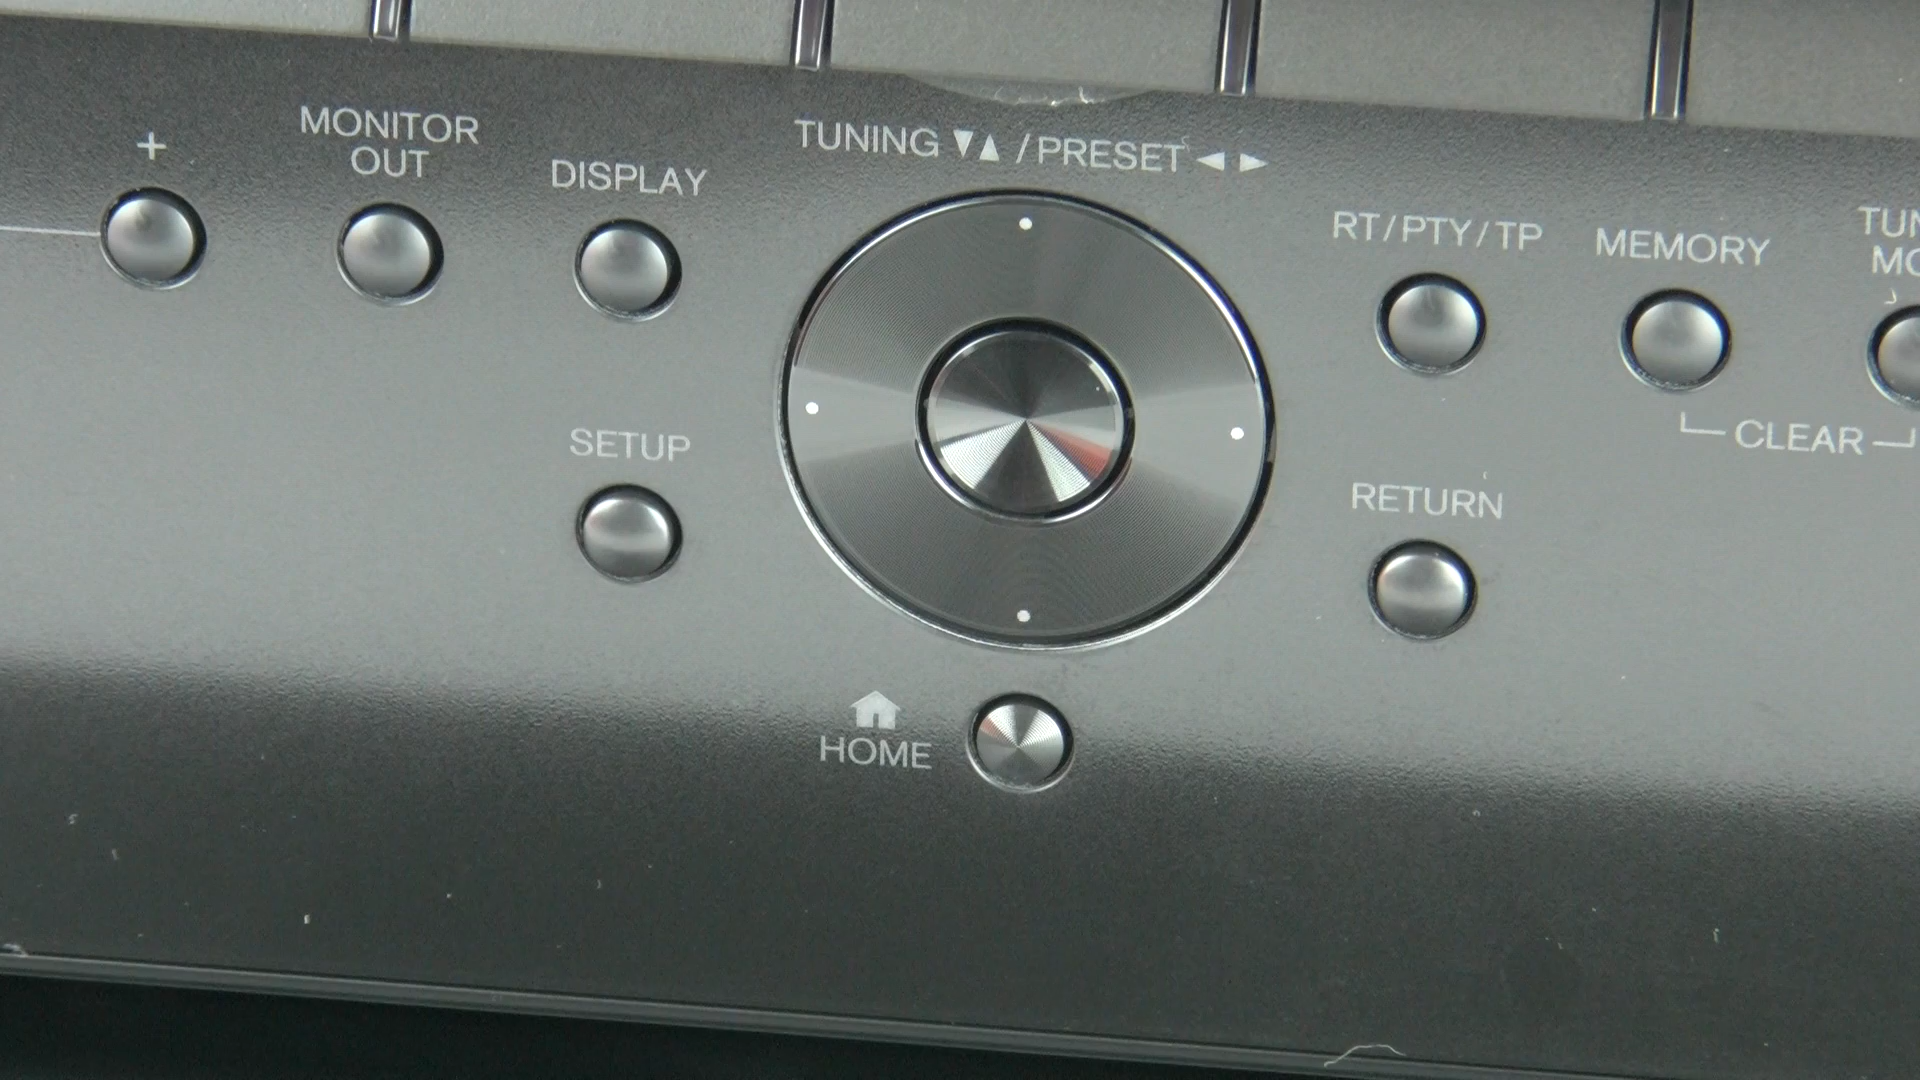 +
MONITOR
OUT
DISPLAY
TUNING ▼▲ /PRESET ◄ ►
RT/PTY/TP
MEMORY
SETUP
CLEAR
RETURN
HOME